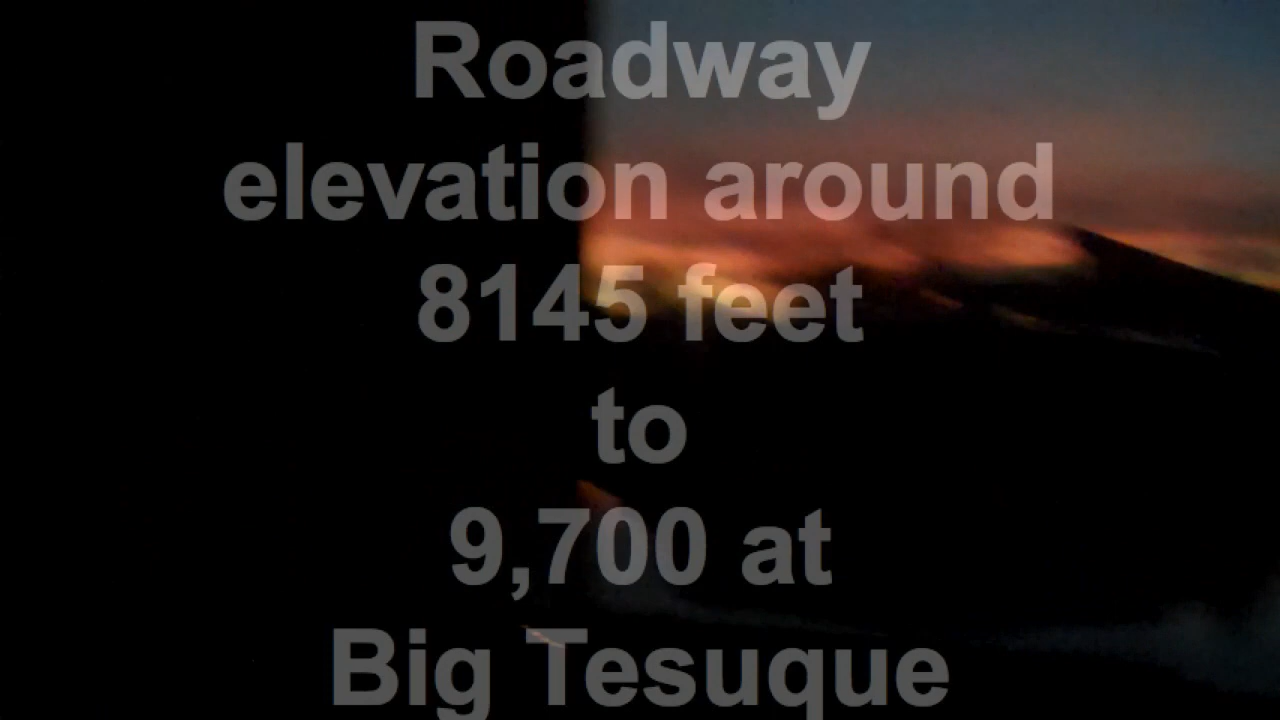 Roadway
elevation around
8145 feet
to
9,700 at
Big Tesuque